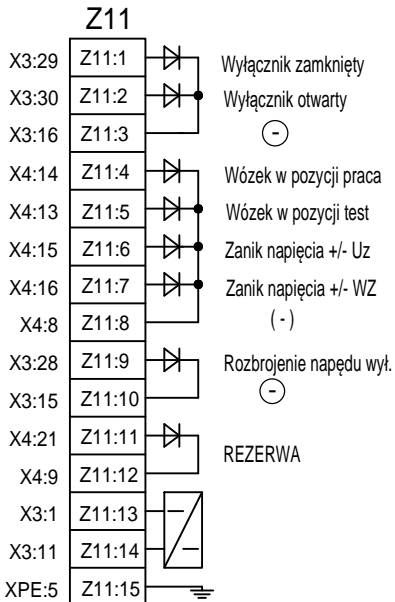 Z11
X3:29 Z11:1 Wyłącznik zamknięty
X3:30 Z11:2 Wyłącznik otwarty
X3:16 Z11:3 -
X4:14 Z11:4 Wózek w pozycji praca
X4:13 Z11:5 Wózek w pozycji test
X4:15 Z11:6 Zanik napięcia +/- Uz
X4:16 Z11:7 Zanik napięcia +/- WZ
X4:8 Z11:8 (-)
X3:28 Z11:9 Rozbrojenie napędu wył.
X3:15 Z11:10 -
X4:21 Z11:11
REZERWA
X4:9 Z11:12
X3:1 Z11:13
X3:11 Z11:14
XPE:5 Z11:15